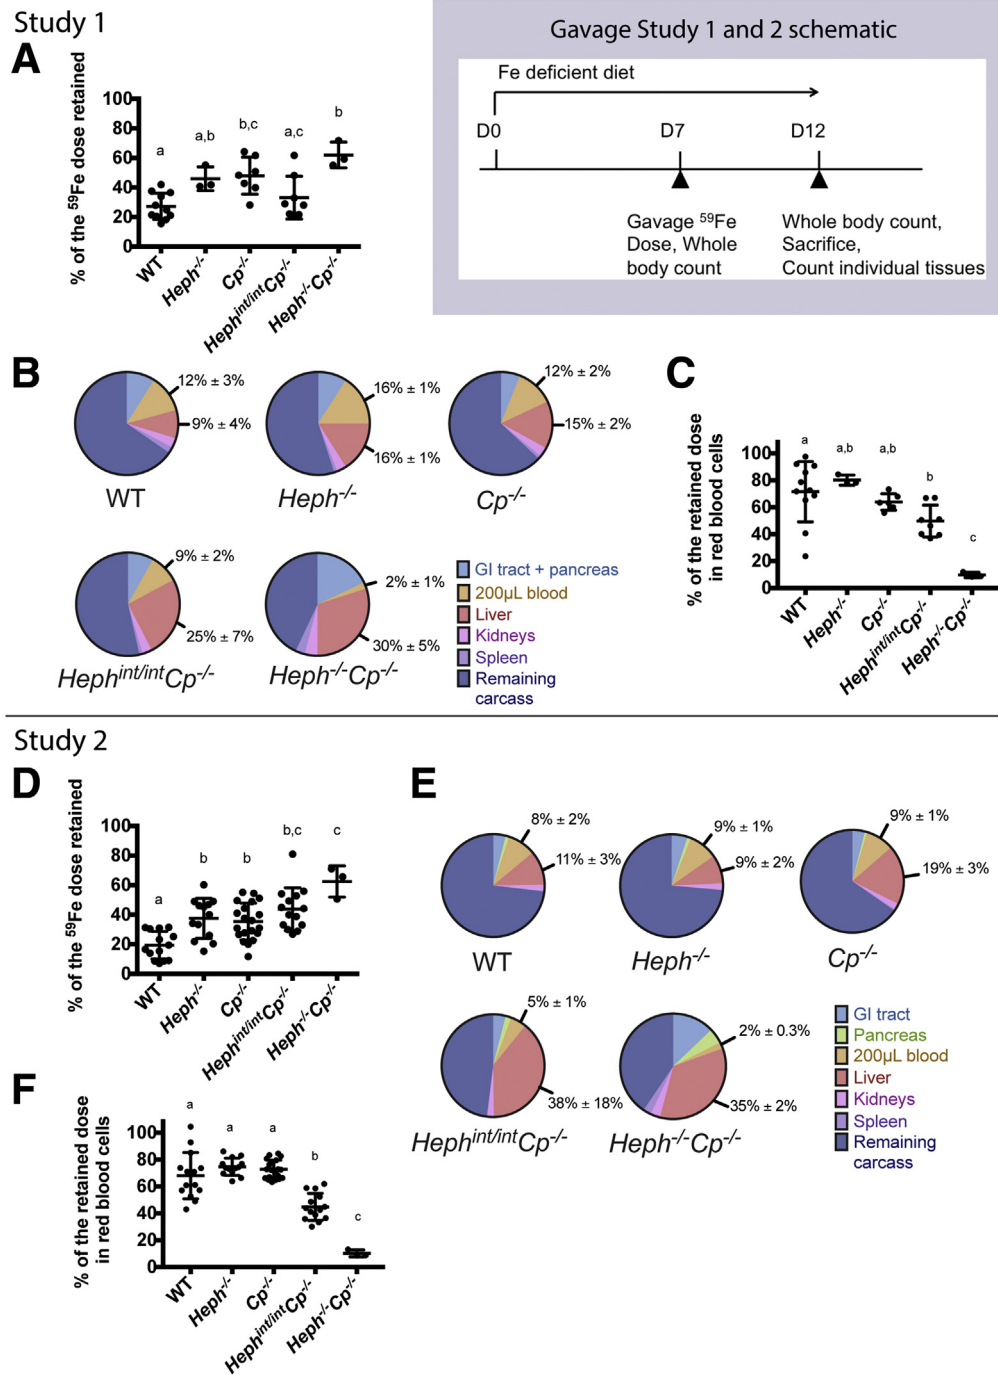 Study 1
Gavage Study 1 and 2 schematic
Fe deficient diet
D0 D7 D12
Gavage ⁵⁹Fe
Dose, Whole
body count
Whole body count,
Sacrifice,
Count individual tissues
A
% of the ⁵⁹Fe dose retained
100
80
60
40
20
0
a a,b b,c a,c b
WT Heph⁻/⁻ Cp⁻/⁻ Hephⁱⁿᵗ/ⁱⁿᵗCp⁻/⁻ Heph⁻/⁻Cp⁻/⁻
B
12% ± 3%
9% ± 4%
WT
16% ± 1%
16% ± 1%
Heph⁻/⁻
12% ± 2%
15% ± 2%
Cp⁻/⁻
9% ± 2%
25% ± 7%
Hephⁱⁿᵗ/ⁱⁿᵗCp⁻/⁻
2% ± 1%
30% ± 5%
Heph⁻/⁻Cp⁻/⁻
GI tract + pancreas
200µL blood
Liver
Kidneys
Spleen
Remaining
carcass
C
% of the retained dose
in red blood cells
100
80
60
40
20
0
a a,b a,b b c
WT Heph⁻/⁻ Cp⁻/⁻ Hephⁱⁿᵗ/ⁱⁿᵗCp⁻/⁻ Heph⁻/⁻Cp⁻/⁻
Study 2
D
% of the ⁵⁹Fe dose retained
100
80
60
40
20
0
a b b b,c c
WT Heph⁻/⁻ Cp⁻/⁻ Hephⁱⁿᵗ/ⁱⁿᵗCp⁻/⁻ Heph⁻/⁻Cp⁻/⁻
E
8% ± 2%
11% ± 3%
WT
9% ± 1%
9% ± 2%
Heph⁻/⁻
9% ± 1%
19% ± 3%
Cp⁻/⁻
5% ± 1%
38% ± 18%
Hephⁱⁿᵗ/ⁱⁿᵗCp⁻/⁻
2% ± 0.3%
35% ± 2%
Heph⁻/⁻Cp⁻/⁻
GI tract
Pancreas
200µL blood
Liver
Kidneys
Spleen
Remaining
carcass
F
% of the retained dose
in red blood cells
100
80
60
40
20
0
a a a b c
WT Heph⁻/⁻ Cp⁻/⁻ Hephⁱⁿᵗ/ⁱⁿᵗCp⁻/⁻ Heph⁻/⁻Cp⁻/⁻